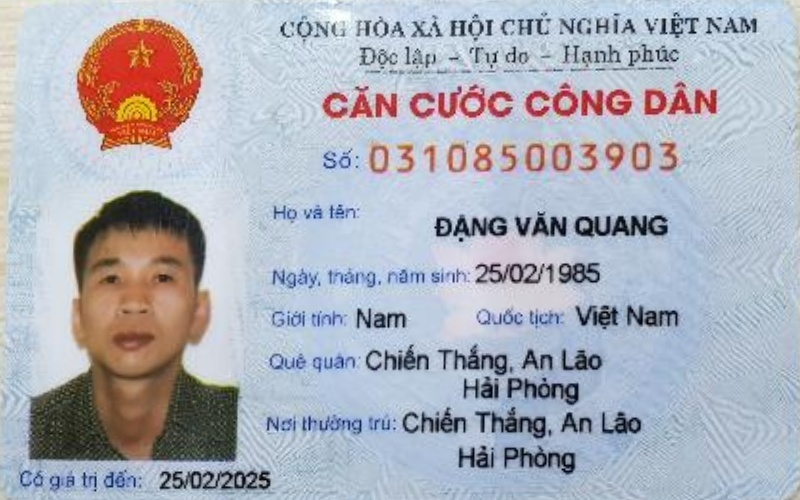 CỘNG HÒA XÃ HỘI CHỦ NGHĨA VIỆT NAM
Độc lập – Tự do – Hạnh phúc
CĂN CƯỚC CÔNG DÂN
Số: 031085003903
Họ và tên:
ĐẶNG VĂN QUANG
Ngày, tháng, năm sinh: 25/02/1985
Giới tính: Nam Quốc tịch: Việt Nam
Quê quán: Chiến Thắng, An Lão
Hải Phòng
Nơi thường trú: Chiến Thắng, An Lão
Hải Phòng
Có giá trị đến: 25/02/2025